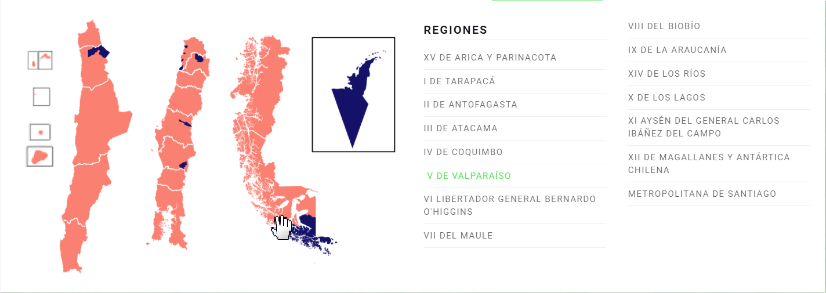 REGIONES
XV DE ARICA Y PARINACOTA
I DE TARAPACÁ
II DE ANTOFAGASTA
III DE ATACAMA
IV DE COQUIMBO
V DE VALPARAÍSO
VI LIBERTADOR GENERAL BERNARDO
O'HIGGINS
VII DEL MAULE
VIII DEL BIOBÍO
IX DE LA ARAUCANÍA
XIV DE LOS RÍOS
X DE LOS LAGOS
XI AYSÉN DEL GENERAL CARLOS
IBÁÑEZ DEL CAMPO
XII DE MAGALLANES Y ANTÁRTICA
CHILENA
METROPOLITANA DE SANTIAGO